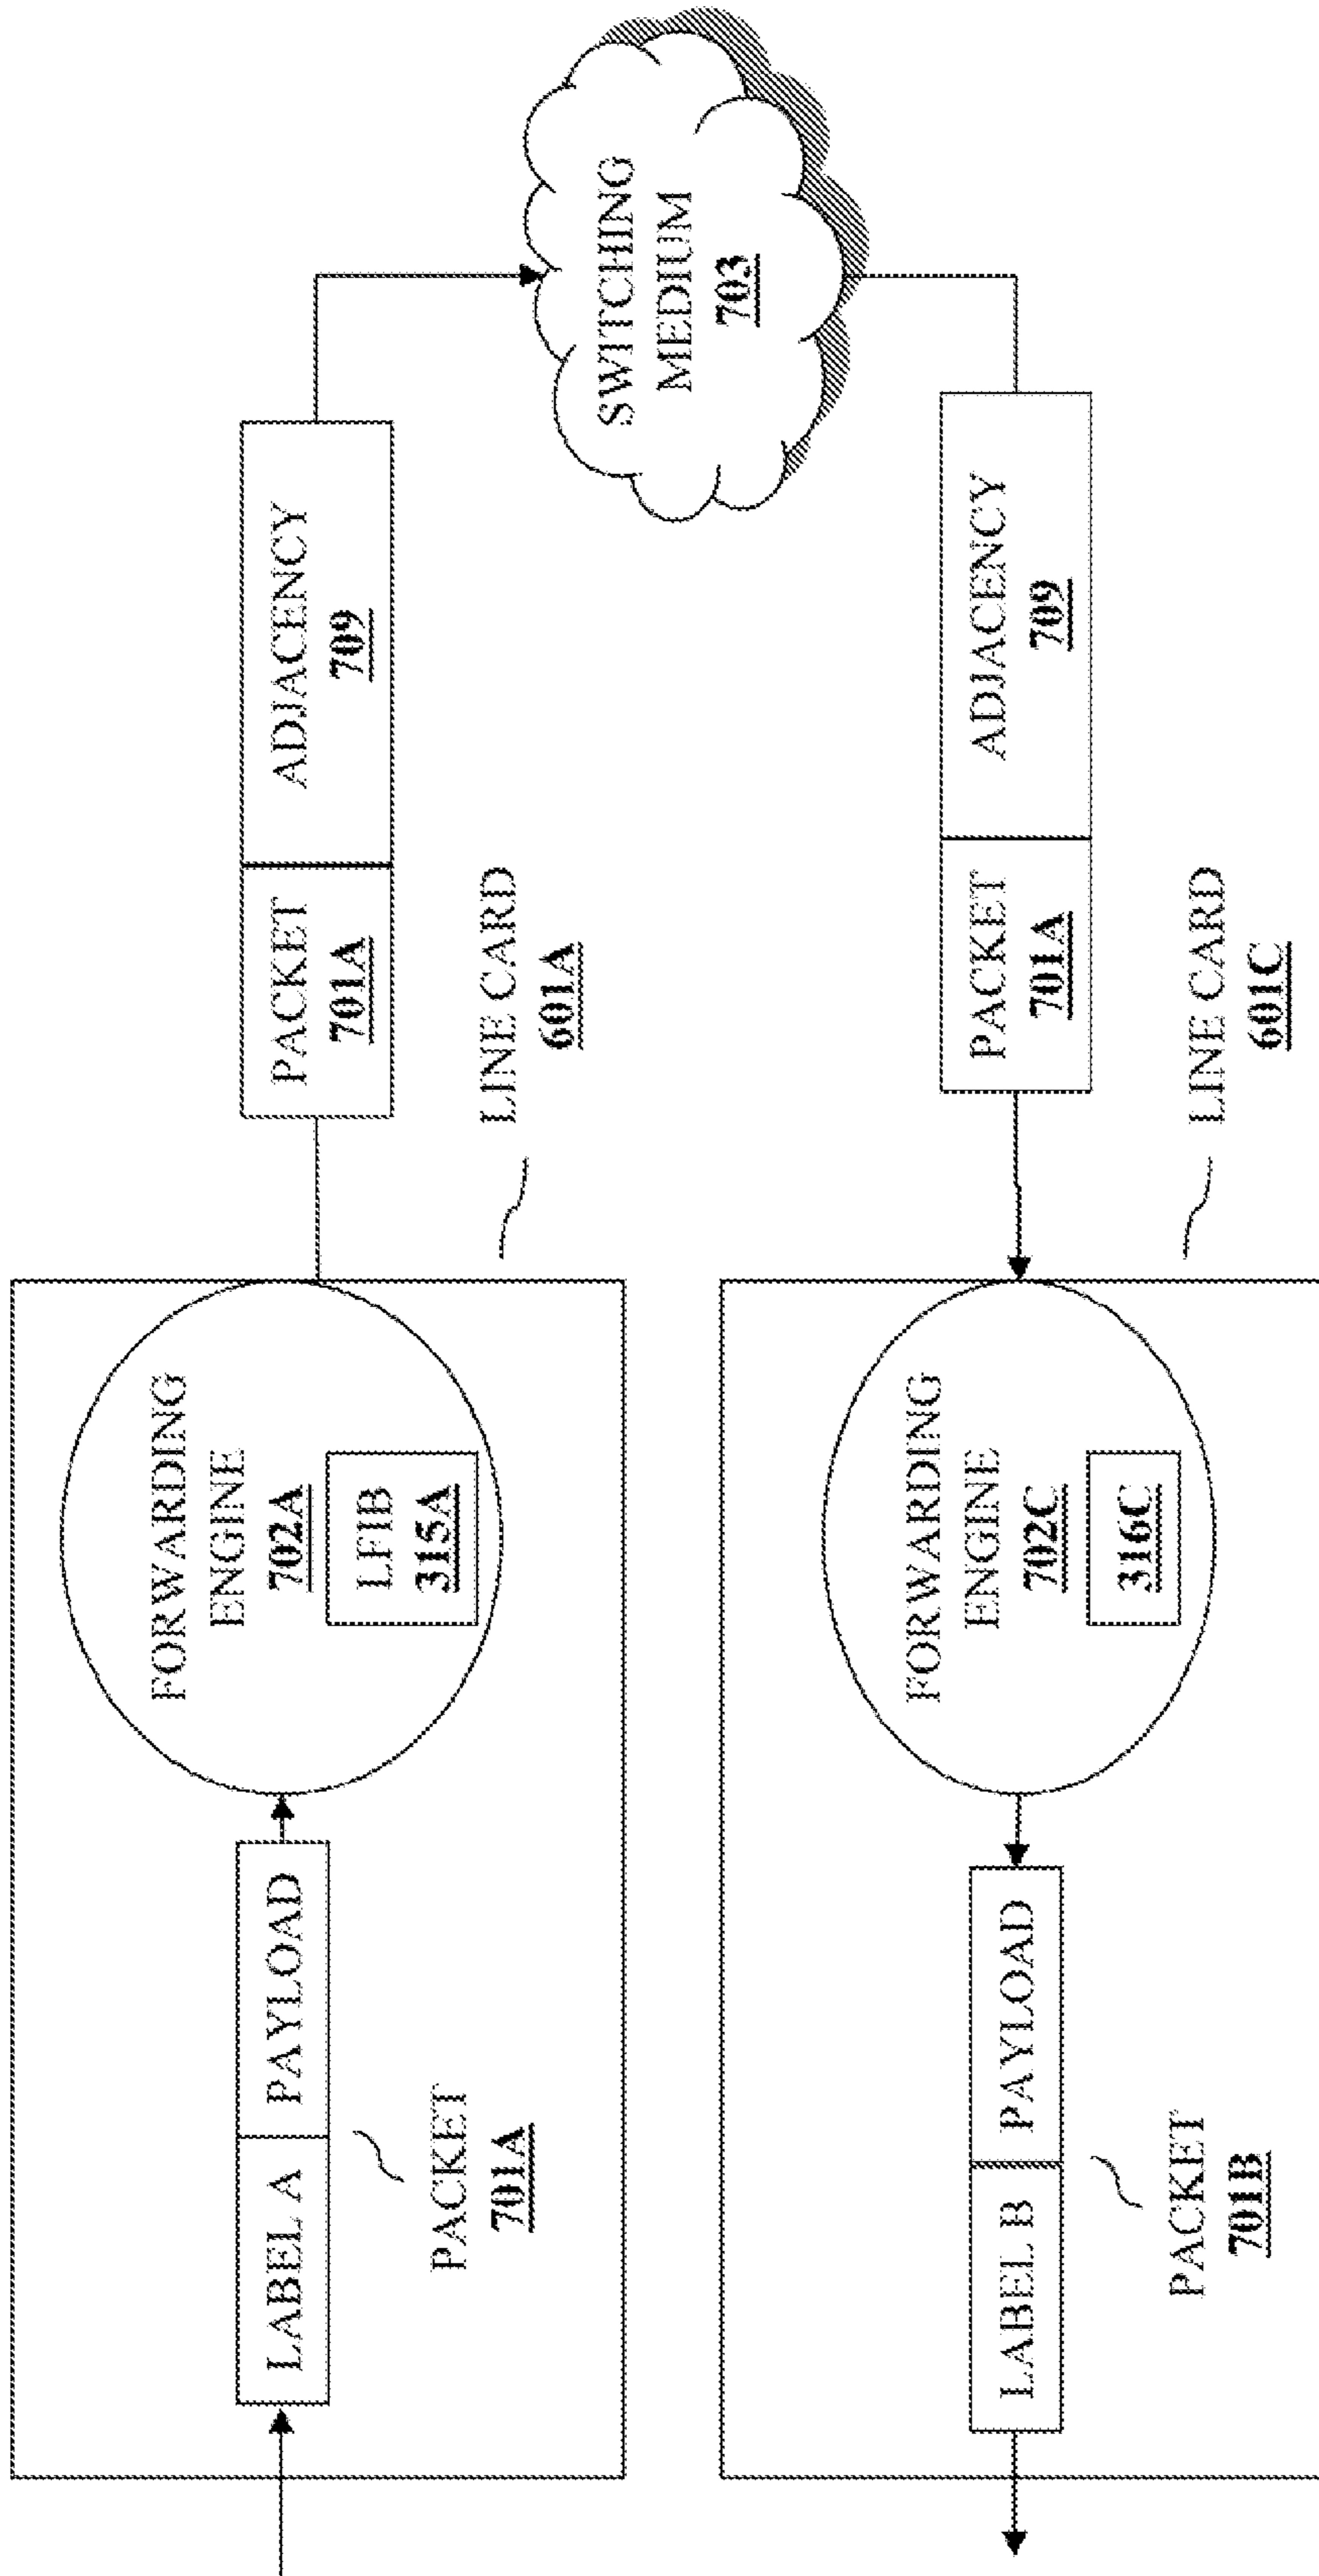 LABEL A
PAYLOAD
PACKET
701A
FORWARDING
ENGINE
702A
LFIB
315A
LINE CARD
601A
PACKET
701A
ADJACENCY
709
SWITCHING
MEDIUM
703
ADJACENCY
709
PACKET
701A
LINE CARD
601C
FORWARDING
ENGINE
702C
316C
LABEL B
PAYLOAD
PACKET
701B